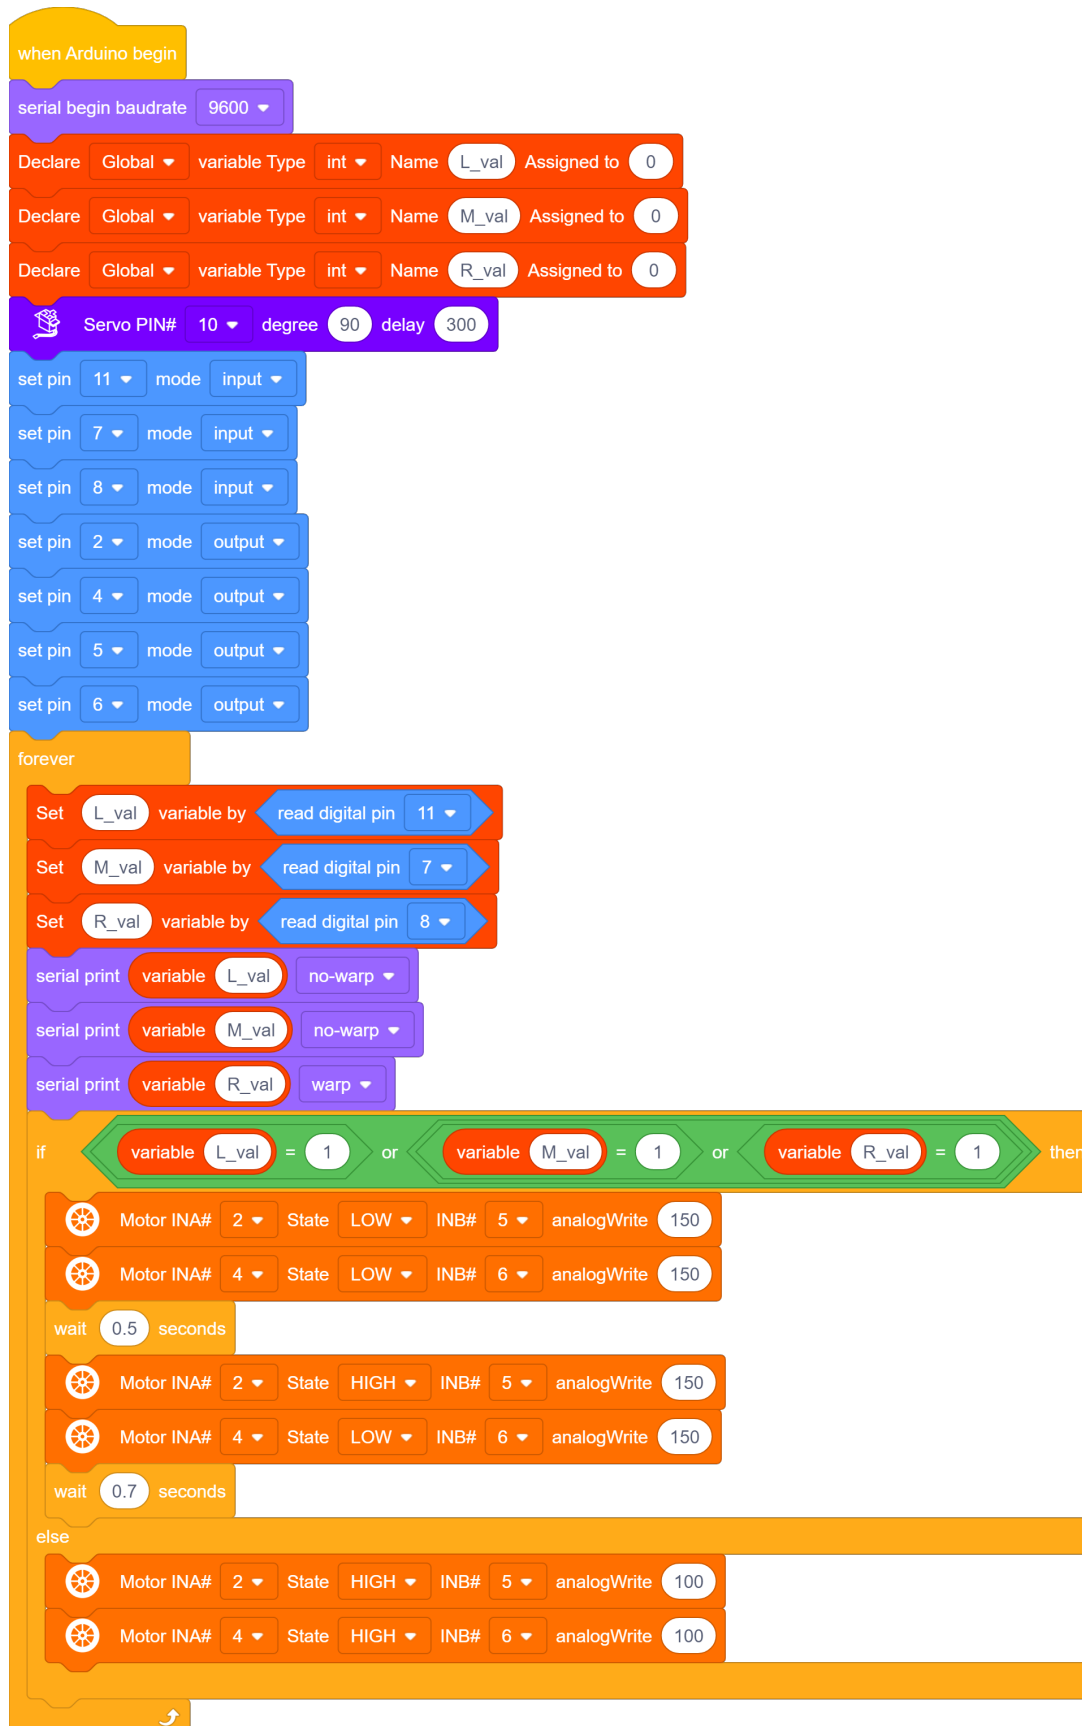 when Arduino begin
serial begin baudrate 9600
Declare Global variable Type int Name L_val Assigned to 0
Declare Global variable Type int Name M_val Assigned to 0
Declare Global variable Type int Name R_val Assigned to 0
Servo PIN# 10 degree 90 delay 300
set pin 11 mode input
set pin 7 mode input
set pin 8 mode input
set pin 2 mode output
set pin 4 mode output
set pin 5 mode output
set pin 6 mode output
forever
Set L_val variable by read digital pin 11
Set M_val variable by read digital pin 7
Set R_val variable by read digital pin 8
serial print variable L_val no-warp
serial print variable M_val no-warp
serial print variable R_val warp
if variable L_val = 1 or variable M_val = 1 or variable R_val = 1 then
Motor INA# 2 State LOW INB# 5 analogWrite 150
Motor INA# 4 State LOW INB# 6 analogWrite 150
wait 0.5 seconds
Motor INA# 2 State HIGH INB# 5 analogWrite 150
Motor INA# 4 State LOW INB# 6 analogWrite 150
wait 0.7 seconds
else
Motor INA# 2 State HIGH INB# 5 analogWrite 100
Motor INA# 4 State HIGH INB# 6 analogWrite 100